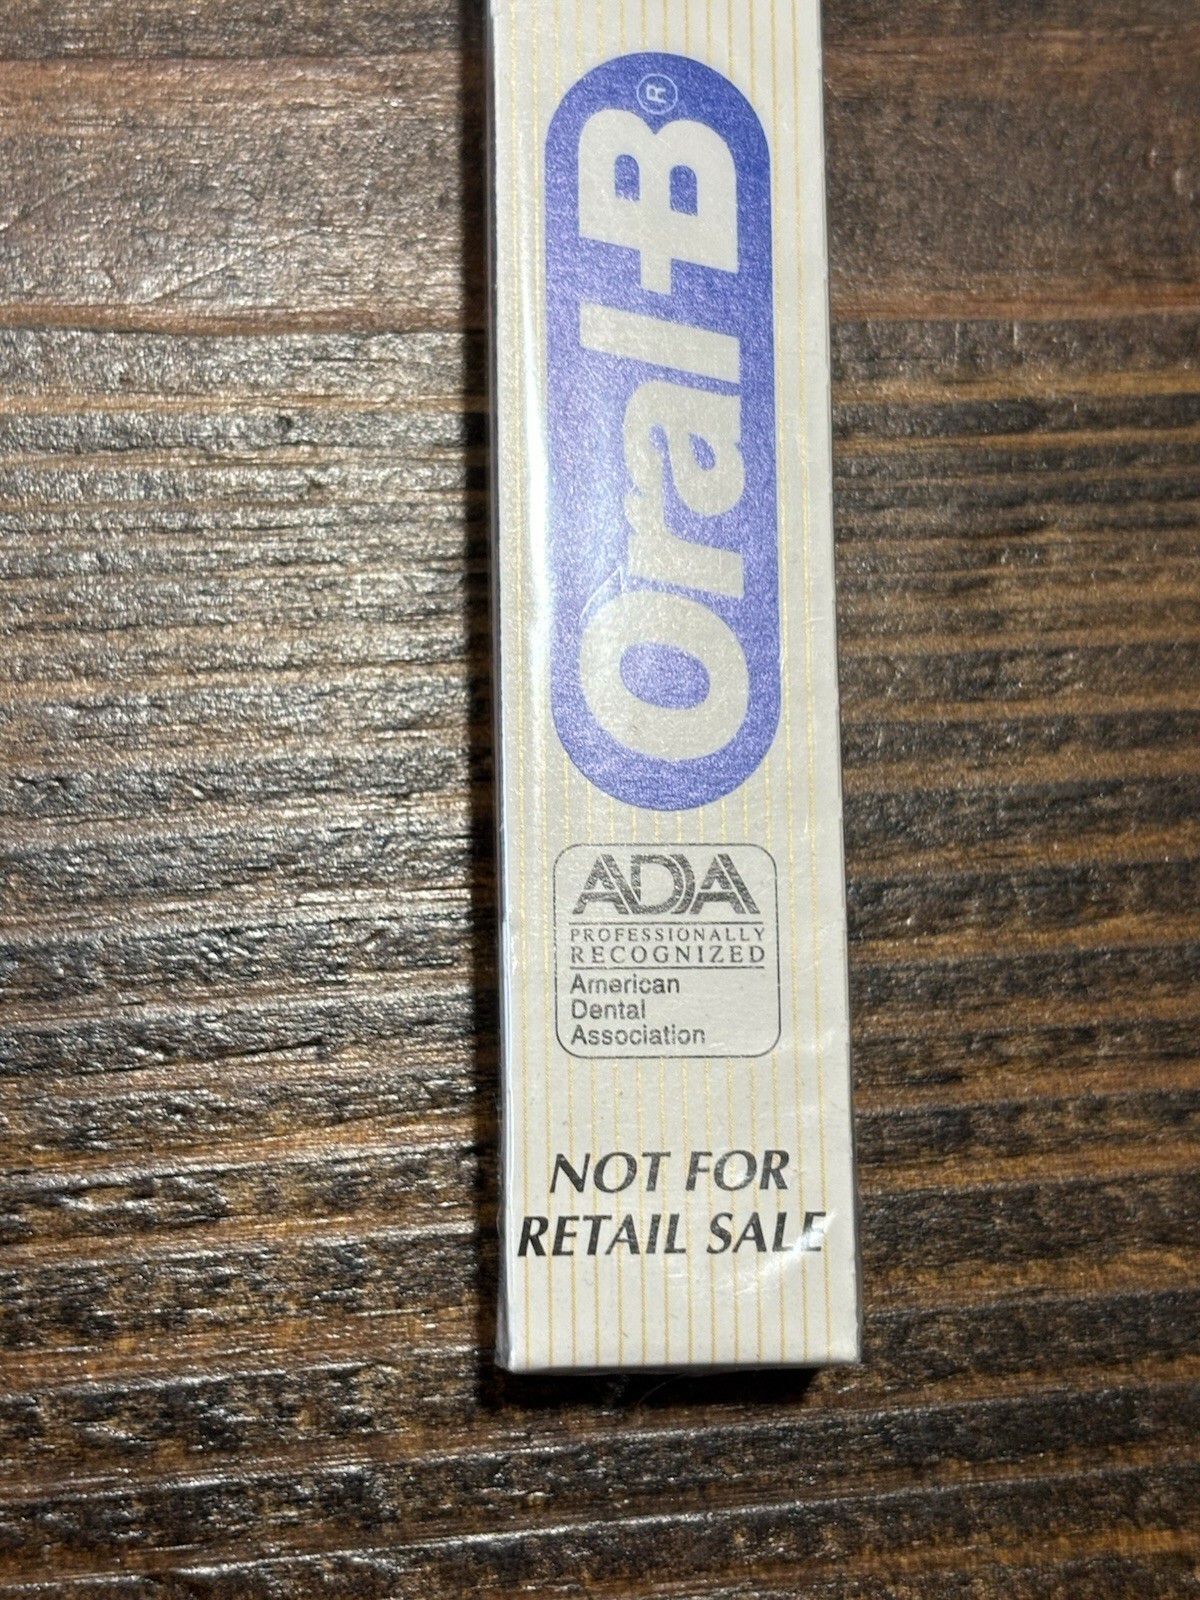 Oral-B®
ADA
PROFESSIONALLY
RECOGNIZED
American
Dental
Association
NOT FOR
RETAIL SALE